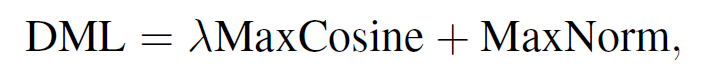 DML = λMaxCosine + MaxNorm,